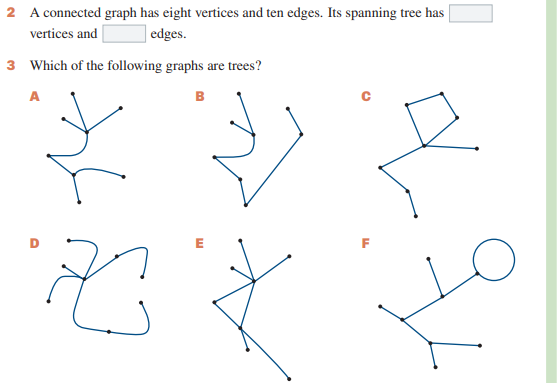 2 A connected graph has eight vertices and ten edges. Its spanning tree has
vertices and edges.
3 Which of the following graphs are trees?
A B C
D E F